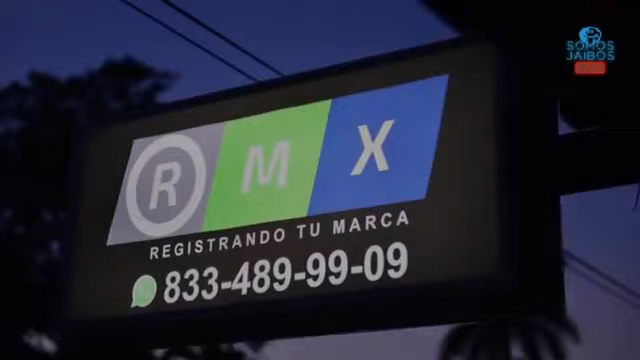 SOMOS
JAIBOS
R M X
REGISTRANDO TU MARCA
833-489-99-09